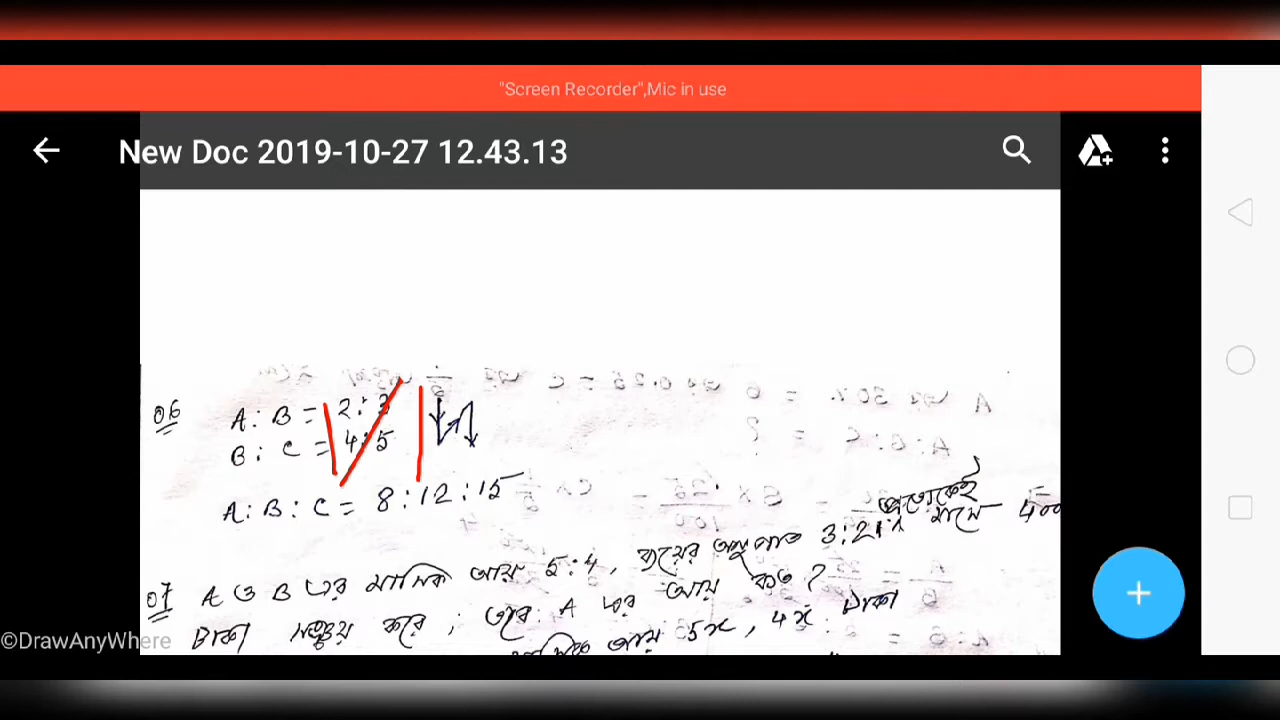 "Screen Recorder",Mic in use
New Doc 2019-10-27 12.43.13
06
A : B = 2 : 3
B : C = 4 : 5
A : B : C = 8 : 12 : 15
প্রত্যেকেই
07 A ও B এর মাসিক আয় 5:4, ব্যয়ের অনুপাত 3:2। মাসে 400
টাকা সঞ্চয় করে ; তবে A এর আয় কত ?
মাসিক আয় 5x, 4x টাকা
©DrawAnyWhere